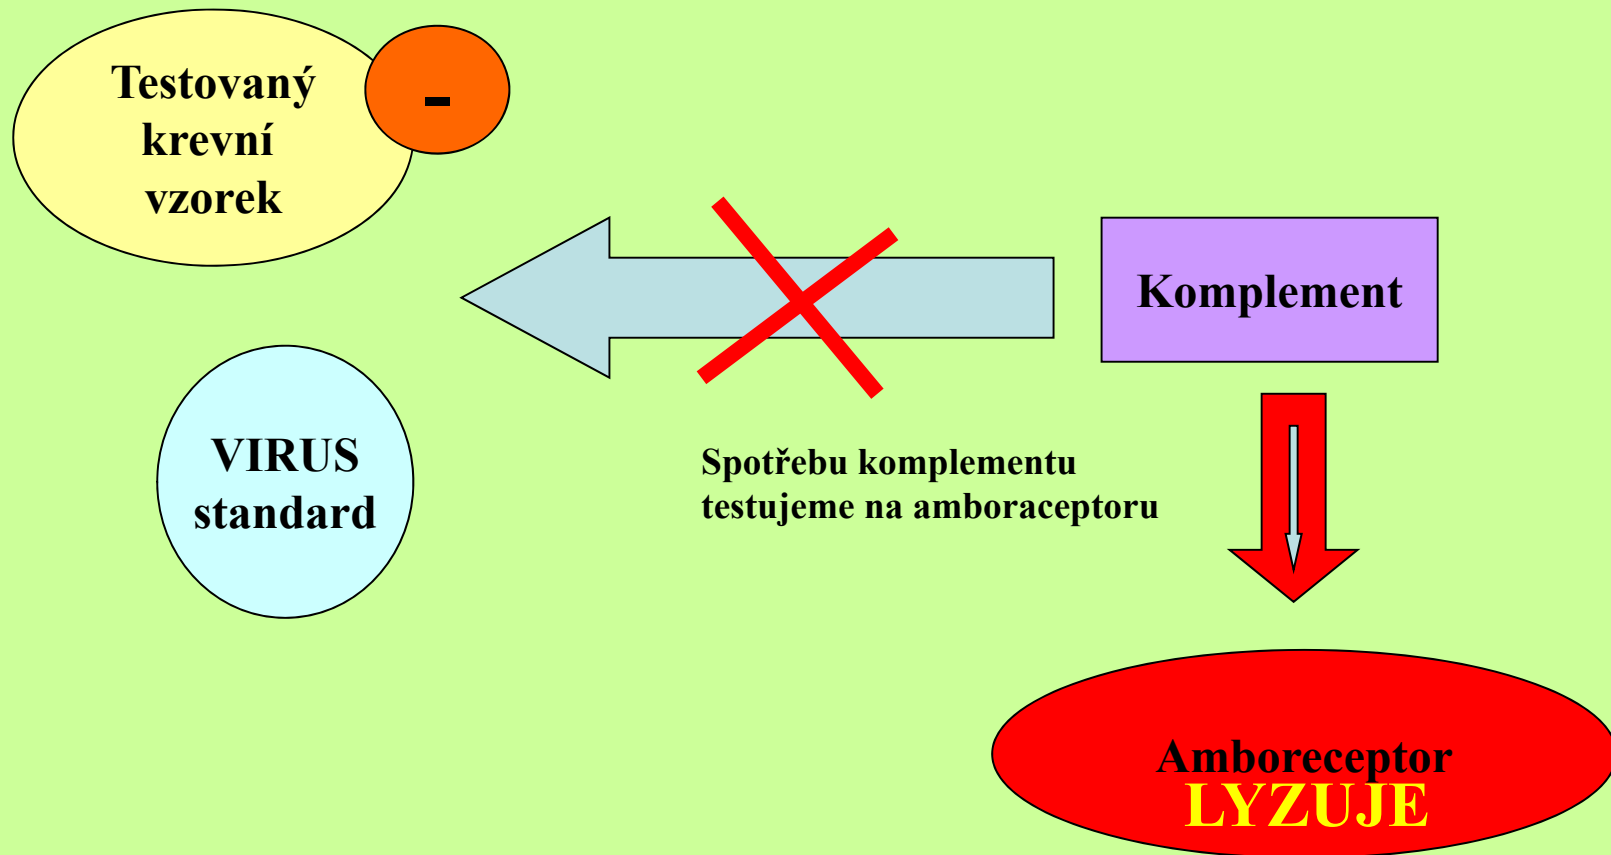 Testovaný
krevní
vzorek
-
Komplement
VIRUS
standard
Spotřebu komplementu
testujeme na amboraceptoru
Amboreceptor
LYZUJE